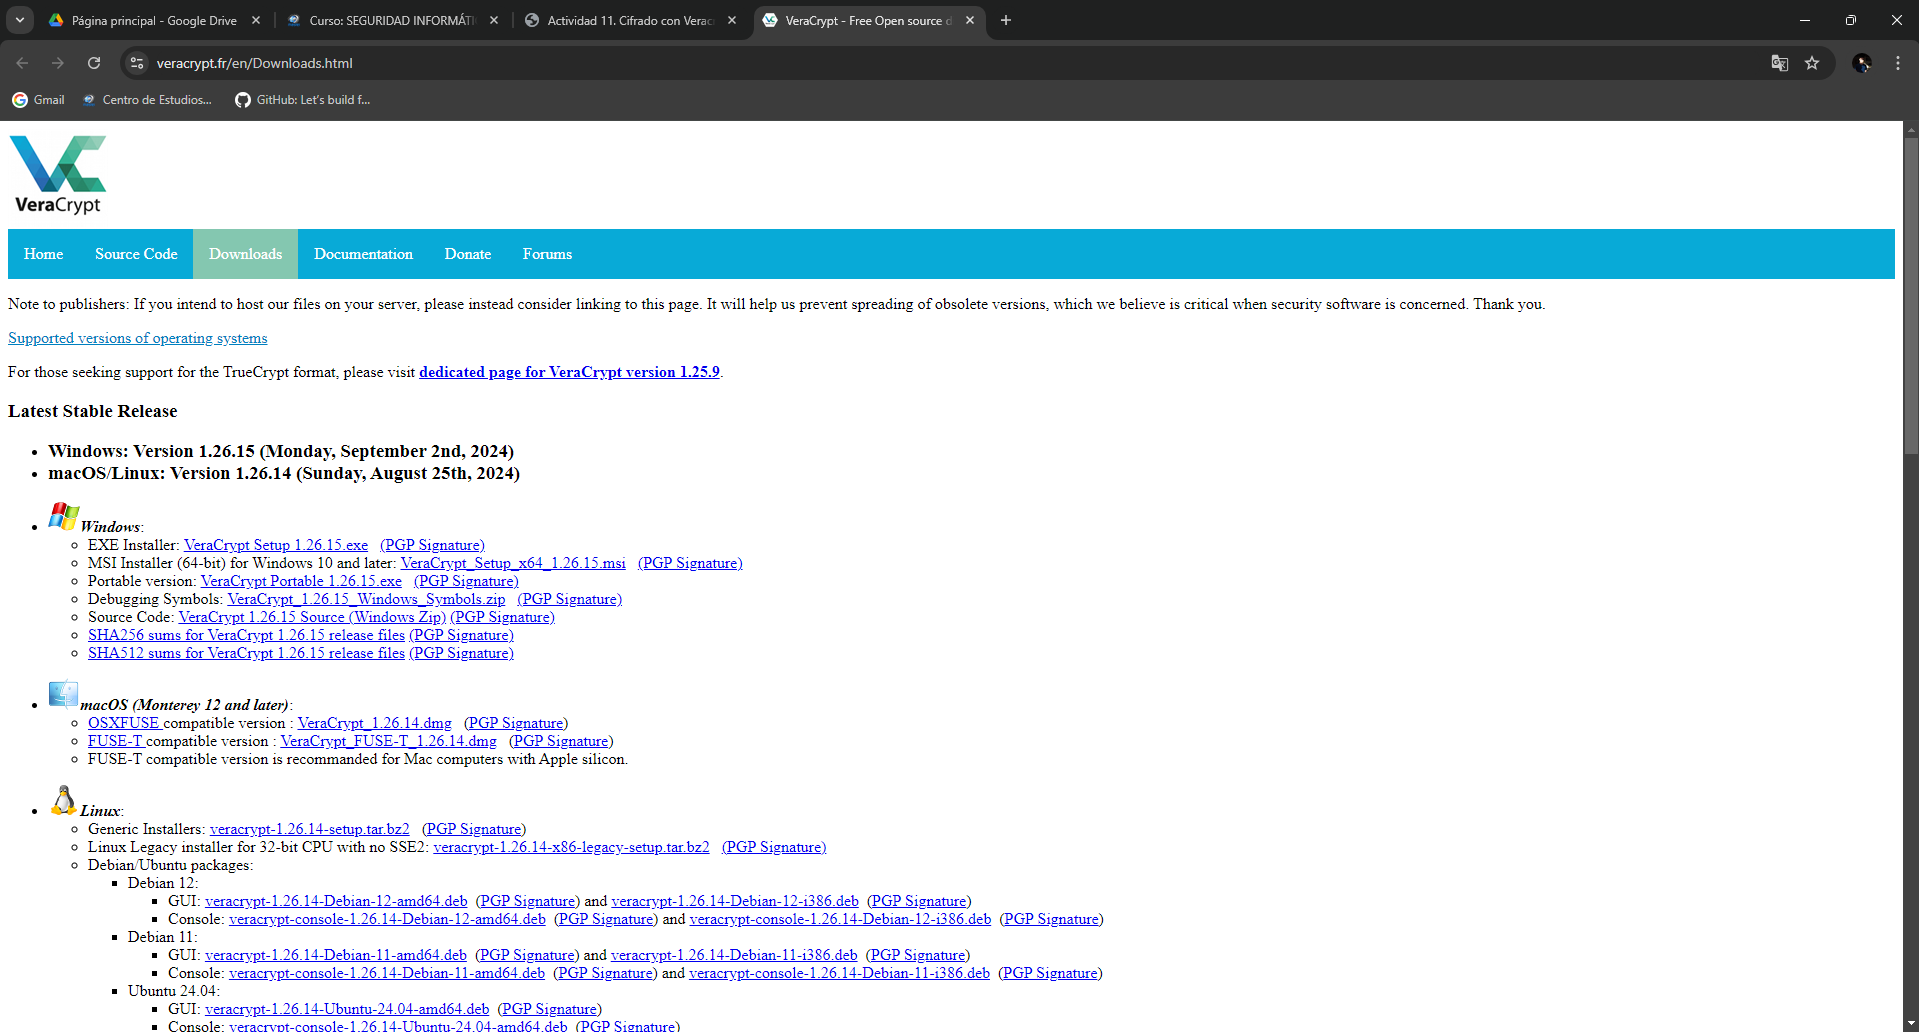 Página principal - Google Drive
Curso: SEGURIDAD INFORMÁTI
Actividad 11. Cifrado con Verac
VeraCrypt - Free Open source d
veracrypt.fr/en/Downloads.html
Gmail
Centro de Estudios...
GitHub: Let's build f...
VeraCrypt
Home Source Code Downloads Documentation Donate Forums
Note to publishers: If you intend to host our files on your server, please instead consider linking to this page. It will help us prevent spreading of obsolete versions, which we believe is critical when security software is concerned. Thank you.
Supported versions of operating systems
For those seeking support for the TrueCrypt format, please visit dedicated page for VeraCrypt version 1.25.9.
Latest Stable Release
Windows: Version 1.26.15 (Monday, September 2nd, 2024)
macOS/Linux: Version 1.26.14 (Sunday, August 25th, 2024)
Windows:
EXE Installer: VeraCrypt Setup 1.26.15.exe (PGP Signature)
MSI Installer (64-bit) for Windows 10 and later: VeraCrypt_Setup_x64_1.26.15.msi (PGP Signature)
Portable version: VeraCrypt Portable 1.26.15.exe (PGP Signature)
Debugging Symbols: VeraCrypt_1.26.15_Windows_Symbols.zip (PGP Signature)
Source Code: VeraCrypt 1.26.15 Source (Windows Zip) (PGP Signature)
SHA256 sums for VeraCrypt 1.26.15 release files (PGP Signature)
SHA512 sums for VeraCrypt 1.26.15 release files (PGP Signature)
macOS (Monterey 12 and later):
OSXFUSE compatible version : VeraCrypt_1.26.14.dmg (PGP Signature)
FUSE-T compatible version : VeraCrypt_FUSE-T_1.26.14.dmg (PGP Signature)
FUSE-T compatible version is recommanded for Mac computers with Apple silicon.
Linux:
Generic Installers: veracrypt-1.26.14-setup.tar.bz2 (PGP Signature)
Linux Legacy installer for 32-bit CPU with no SSE2: veracrypt-1.26.14-x86-legacy-setup.tar.bz2 (PGP Signature)
Debian/Ubuntu packages:
Debian 12:
GUI: veracrypt-1.26.14-Debian-12-amd64.deb (PGP Signature) and veracrypt-1.26.14-Debian-12-i386.deb (PGP Signature)
Console: veracrypt-console-1.26.14-Debian-12-amd64.deb (PGP Signature) and veracrypt-console-1.26.14-Debian-12-i386.deb (PGP Signature)
Debian 11:
GUI: veracrypt-1.26.14-Debian-11-amd64.deb (PGP Signature) and veracrypt-1.26.14-Debian-11-i386.deb (PGP Signature)
Console: veracrypt-console-1.26.14-Debian-11-amd64.deb (PGP Signature) and veracrypt-console-1.26.14-Debian-11-i386.deb (PGP Signature)
Ubuntu 24.04:
GUI: veracrypt-1.26.14-Ubuntu-24.04-amd64.deb (PGP Signature)
Console: veracrypt-console-1.26.14-Ubuntu-24.04-amd64.deb (PGP Signature)